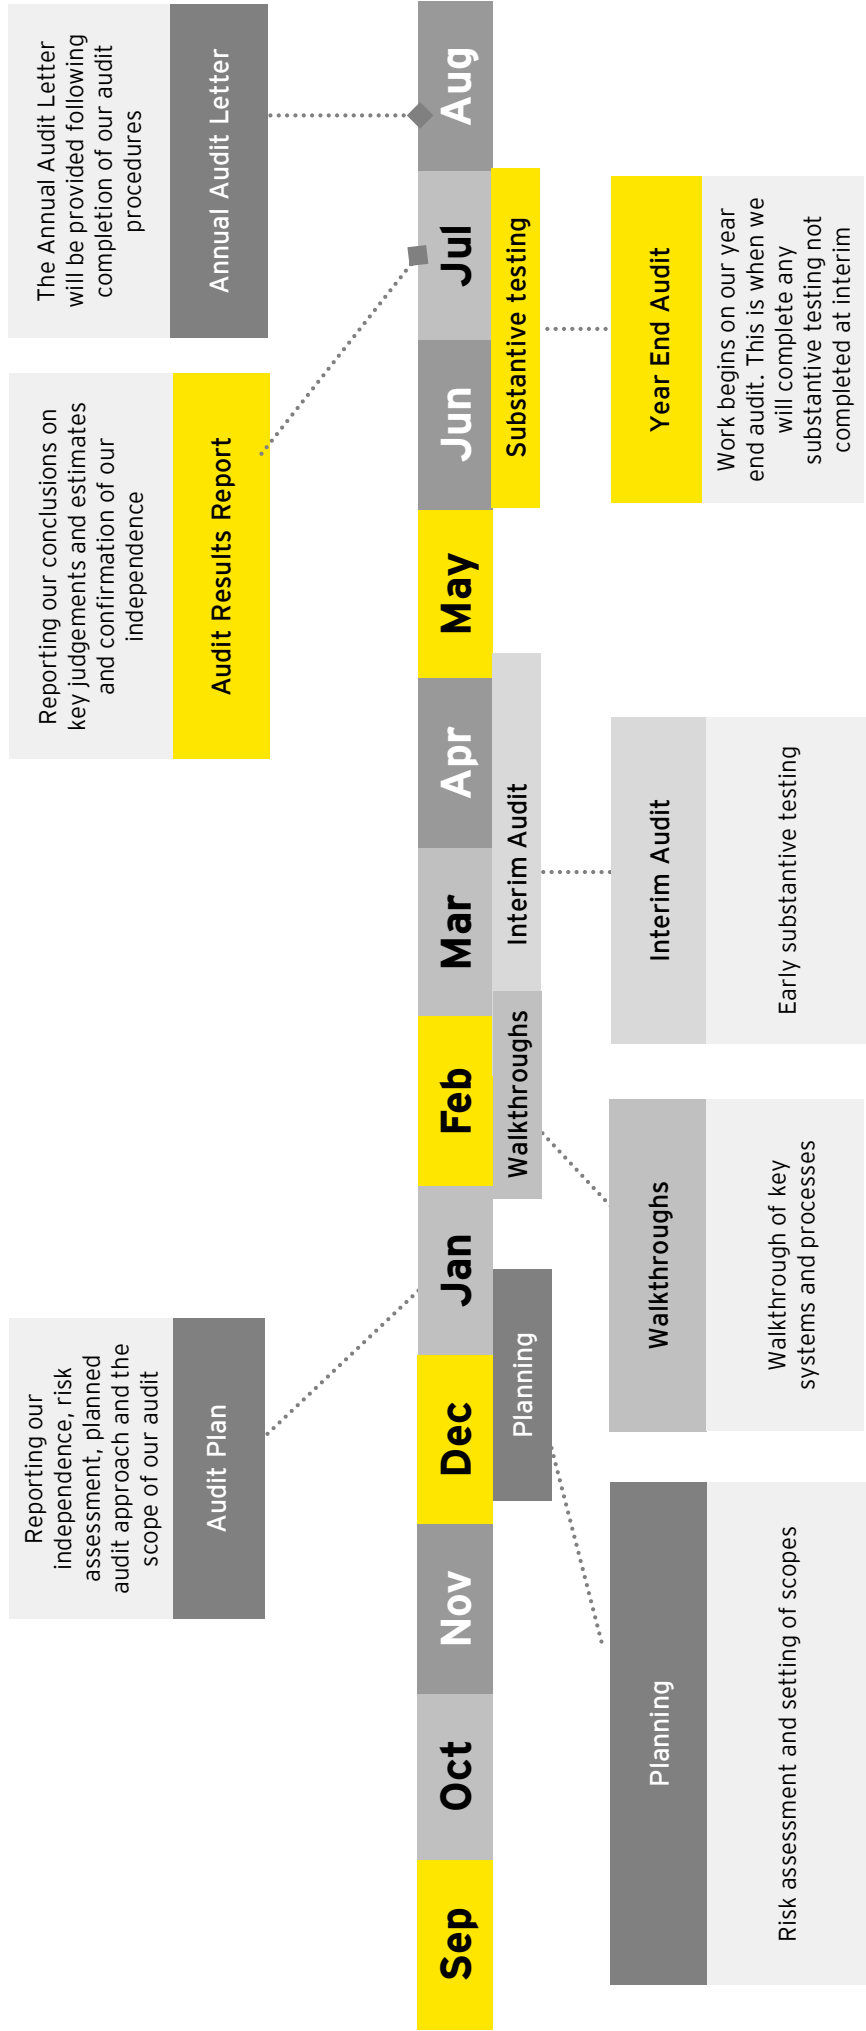 Reporting our
independence, risk
assessment, planned
audit approach and the
scope of our audit
Audit Plan
Reporting our conclusions on
key judgements and estimates
and confirmation of our
independence
Audit Results Report
The Annual Audit Letter
will be provided following
completion of our audit
procedures
Annual Audit Letter
Sep
Oct
Nov
Dec
Jan
Feb
Mar
Apr
May
Jun
Jul
Aug
Planning
Walkthroughs
Interim Audit
Substantive testing
Planning
Risk assessment and setting of scopes
Walkthroughs
Walkthrough of key
systems and processes
Interim Audit
Early substantive testing
Year End Audit
Work begins on our year
end audit. This is when we
will complete any
substantive testing not
completed at interim